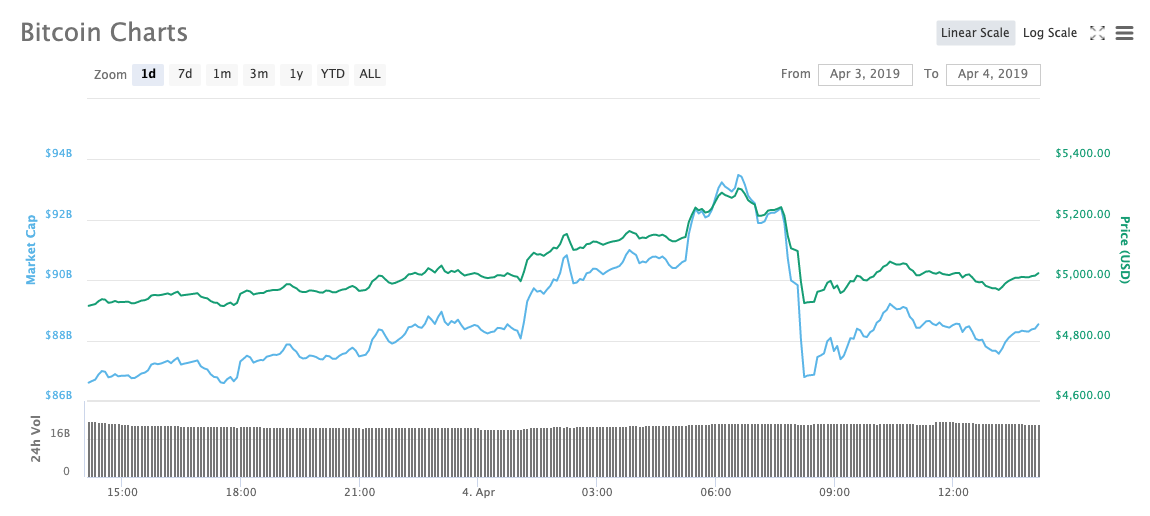 Bitcoin Charts
Linear Scale Log Scale
Zoom 1d 7d 1m 3m 1y YTD ALL
From Apr 3, 2019 To Apr 4, 2019
$94B
$92B
$90B
$88B
$86B
Market Cap
$5,400.00
$5,200.00
$5,000.00
$4,800.00
$4,600.00
Price (USD)
24h Vol
16B
0
15:00 18:00 21:00 4. Apr 03:00 06:00 09:00 12:00